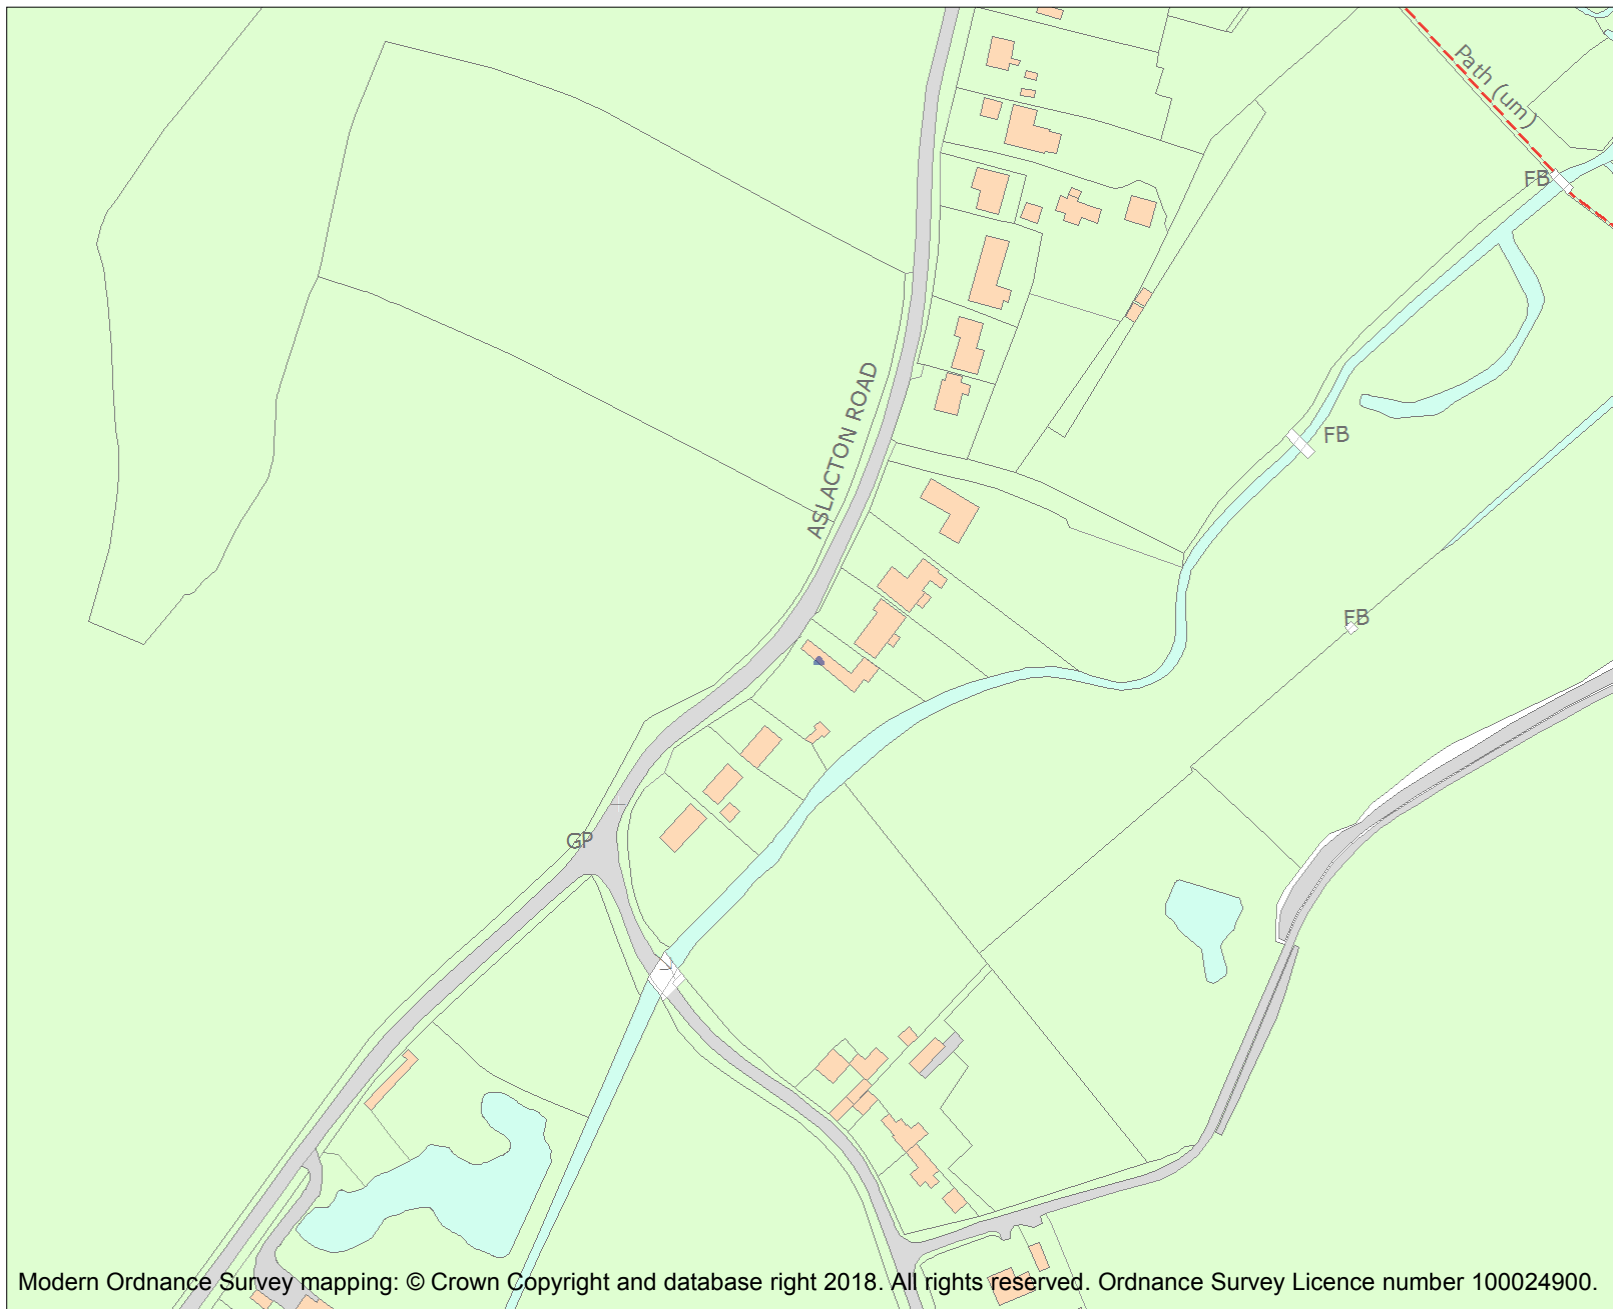 Path (um)
FB
ASLACTON ROAD
FB
FB
GP
Modern Ordnance Survey mapping: © Crown Copyright and database right 2018. All rights reserved. Ordnance Survey Licence number 100024900.